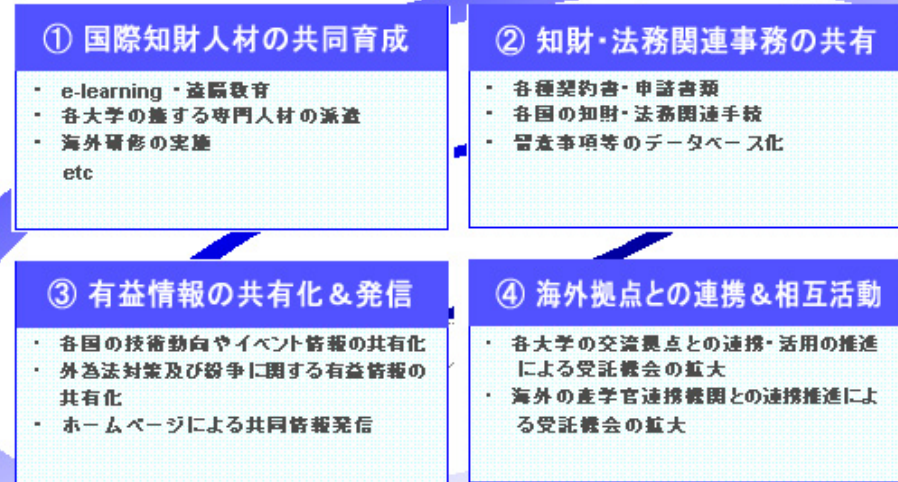 ① 国際知財人材の共同育成
・ e-learning ・遠隔教育
・ 各大学の擁する専門人材の派遣
・ 海外研修の実施
etc
② 知財・法務関連事務の共有
・ 各種契約書・申請書類
・ 各国の知財・法務関連手続
・ 留意事項等のデータベース化
③ 有益情報の共有化＆発信
・ 各国の技術動向やイベント情報の共有化
・ 外為法対策及び紛争に関する有益情報の
共有化
・ ホームページによる共同情報発信
④ 海外拠点との連携＆相互活動
・ 各大学の交流拠点との連携・活用の推進
による受託機会の拡大
・ 海外の産学官連携機関との連携推進によ
る受託機会の拡大